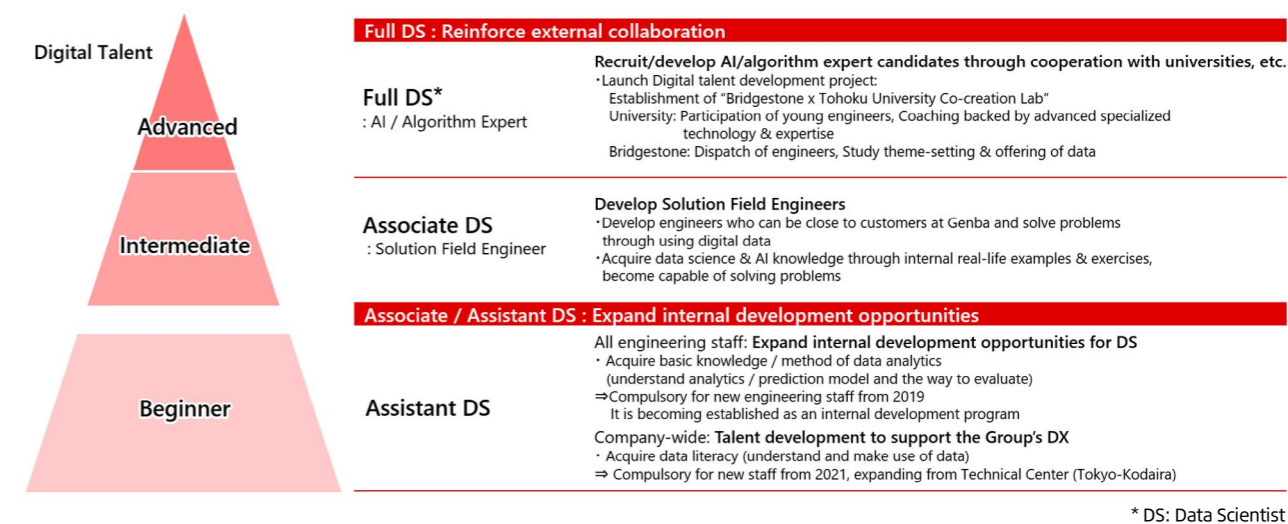 Digital Talent
Advanced
Intermediate
Beginner
Full DS : Reinforce external collaboration
Full DS*
: AI / Algorithm Expert
Recruit/develop AI/algorithm expert candidates through cooperation with universities, etc.
・Launch Digital talent development project:
Establishment of “Bridgestone x Tohoku University Co-creation Lab”
University: Participation of young engineers, Coaching backed by advanced specialized
technology & expertise
Bridgestone: Dispatch of engineers, Study theme-setting & offering of data
Associate DS
: Solution Field Engineer
Develop Solution Field Engineers
・Develop engineers who can be close to customers at Genba and solve problems
through using digital data
・Acquire data science & AI knowledge through internal real-life examples & exercises,
become capable of solving problems
Associate / Assistant DS : Expand internal development opportunities
Assistant DS
All engineering staff: Expand internal development opportunities for DS
・ Acquire basic knowledge / method of data analytics
(understand analytics / prediction model and the way to evaluate)
⇒Compulsory for new engineering staff from 2019
It is becoming established as an internal development program
Company-wide: Talent development to support the Group’s DX
・ Acquire data literacy (understand and make use of data)
⇒ Compulsory for new staff from 2021, expanding from Technical Center (Tokyo-Kodaira)
* DS: Data Scientist